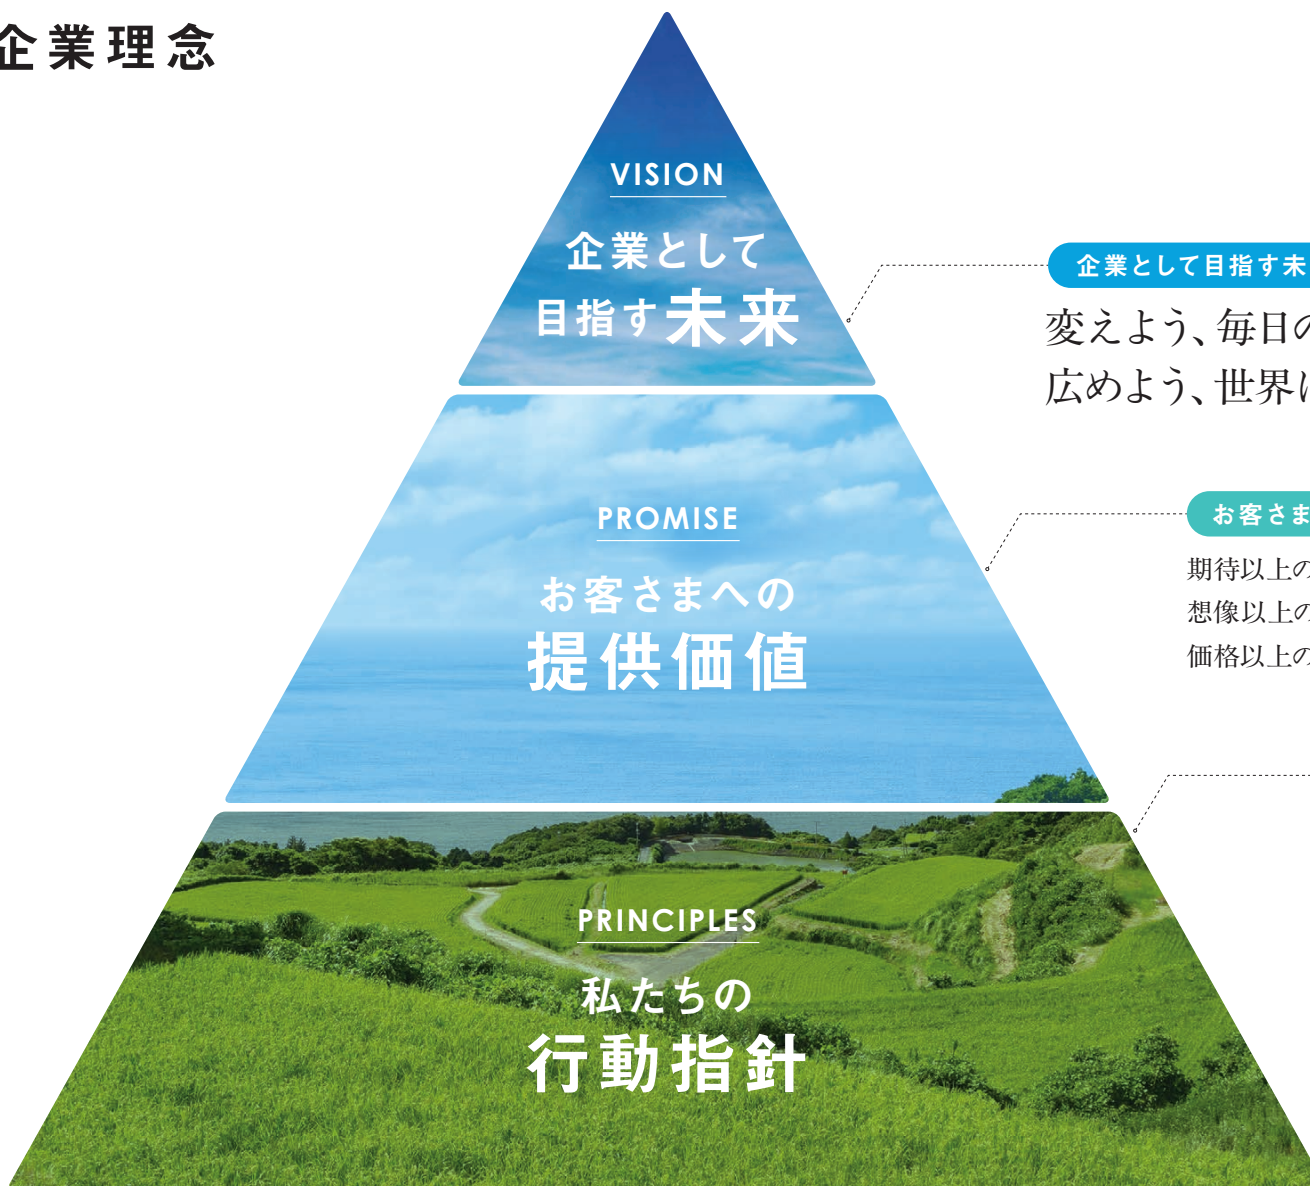 企業理念
VISION
企業として
目指す未来
企業として目指す未
変えよう、毎日の
広めよう、世界に
PROMISE
お客さまへの
提供価値
お客さま
期待以上の
想像以上の
価格以上の
PRINCIPLES
私たちの
行動指針